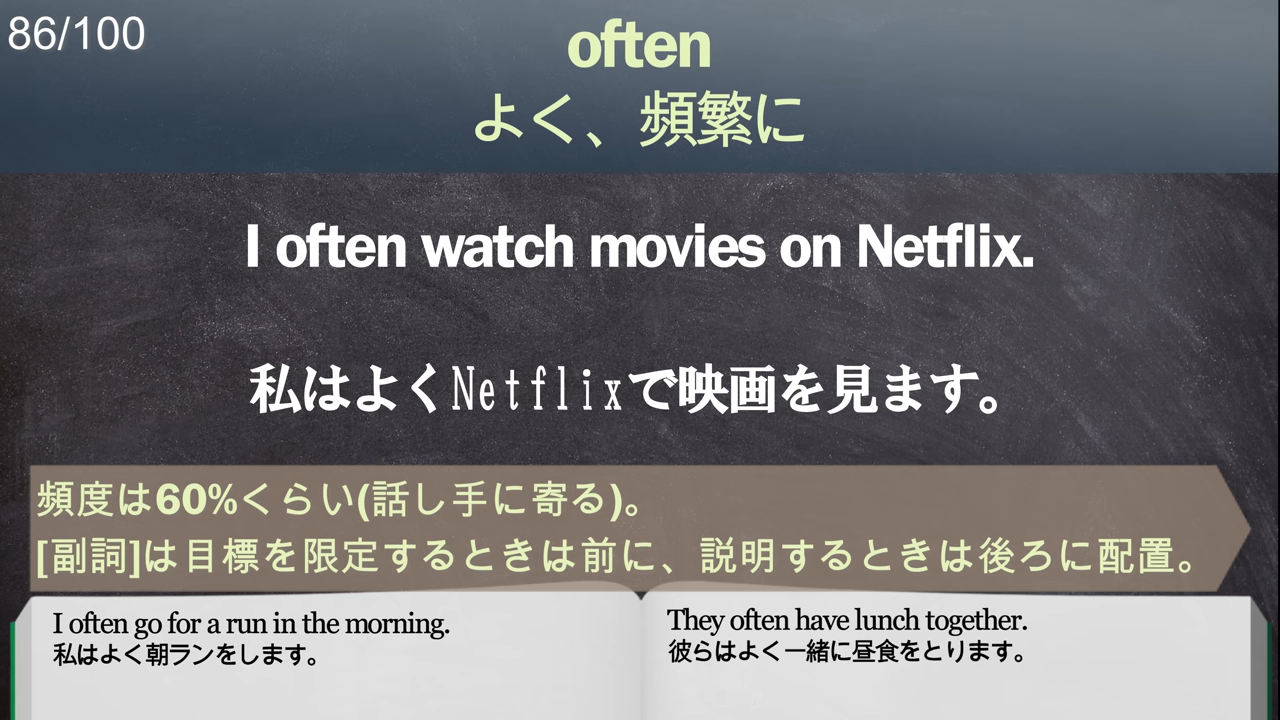 86/100
often
よく、頻繁に
I often watch movies on Netflix.
私はよくNetflixで映画を見ます。
頻度は60%くらい(話し手に寄る)。
[副詞]は目標を限定するときは前に、説明するときは後ろに配置。
I often go for a run in the morning.
私はよく朝ランをします。
They often have lunch together.
彼らはよく一緒に昼食をとります。